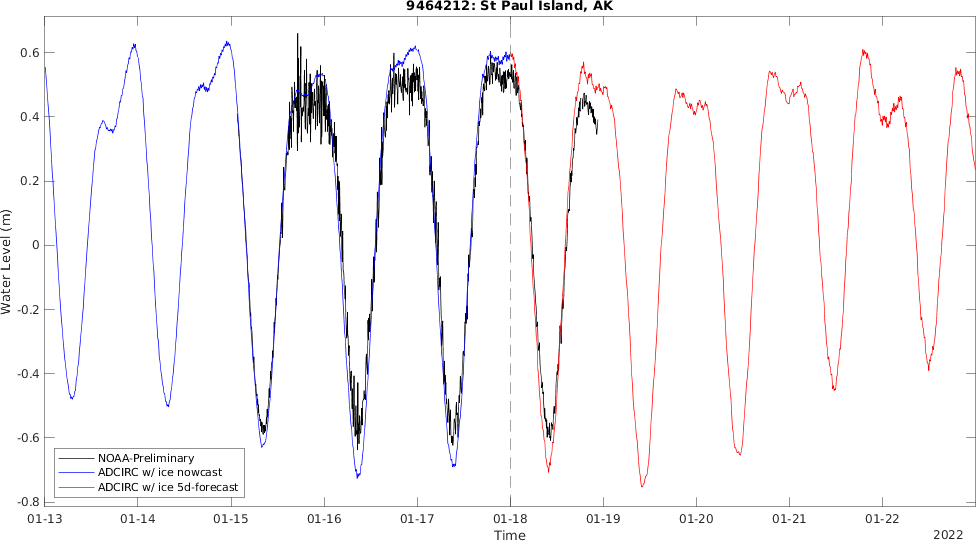 9464212: St Paul Island, AK
Water Level (m)
0.6
0.4
0.2
0
-0.2
-0.4
-0.6
-0.8
NOAA-Preliminary
ADCIRC w/ ice nowcast
ADCIRC w/ ice 5d-forecast
01-13 01-14 01-15 01-16 01-17 01-18 01-19 01-20 01-21 01-22
Time
2022